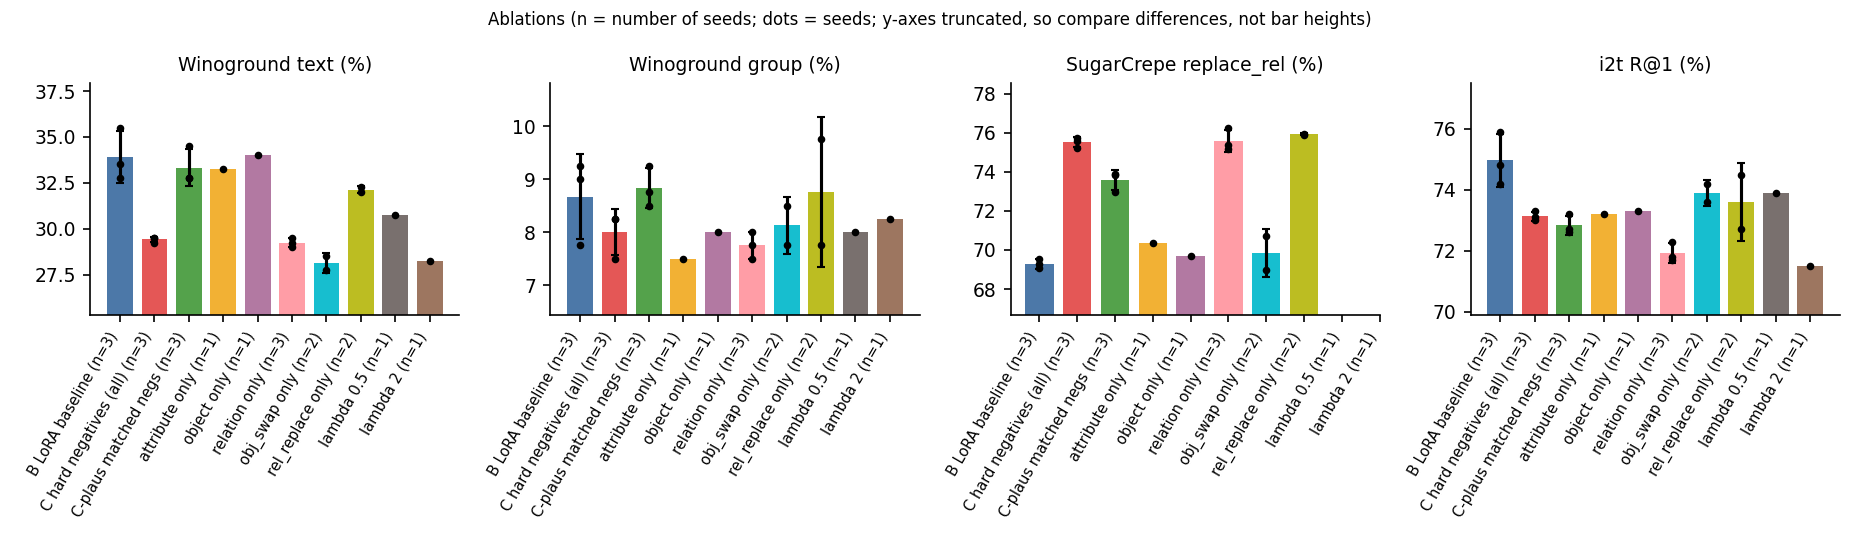 Ablations (n = number of seeds; dots = seeds; y-axes truncated, so compare differences, not bar heights)
Winoground text (%)
37.5
35.0
32.5
30.0
27.5
B LoRA baseline (n=3)
C hard negatives (all) (n=3)
C-plaus matched negs (n=3)
attribute only (n=1)
object only (n=1)
relation only (n=3)
obj_swap only (n=2)
rel_replace only (n=2)
lambda 0.5 (n=1)
lambda 2 (n=1)
Winoground group (%)
10
9
8
7
B LoRA baseline (n=3)
C hard negatives (all) (n=3)
C-plaus matched negs (n=3)
attribute only (n=1)
object only (n=1)
relation only (n=3)
obj_swap only (n=2)
rel_replace only (n=2)
lambda 0.5 (n=1)
lambda 2 (n=1)
SugarCrepe replace_rel (%)
78
76
74
72
70
68
B LoRA baseline (n=3)
C hard negatives (all) (n=3)
C-plaus matched negs (n=3)
attribute only (n=1)
object only (n=1)
relation only (n=3)
obj_swap only (n=2)
rel_replace only (n=2)
lambda 0.5 (n=1)
lambda 2 (n=1)
i2t R@1 (%)
76
74
72
70
B LoRA baseline (n=3)
C hard negatives (all) (n=3)
C-plaus matched negs (n=3)
attribute only (n=1)
object only (n=1)
relation only (n=3)
obj_swap only (n=2)
rel_replace only (n=2)
lambda 0.5 (n=1)
lambda 2 (n=1)